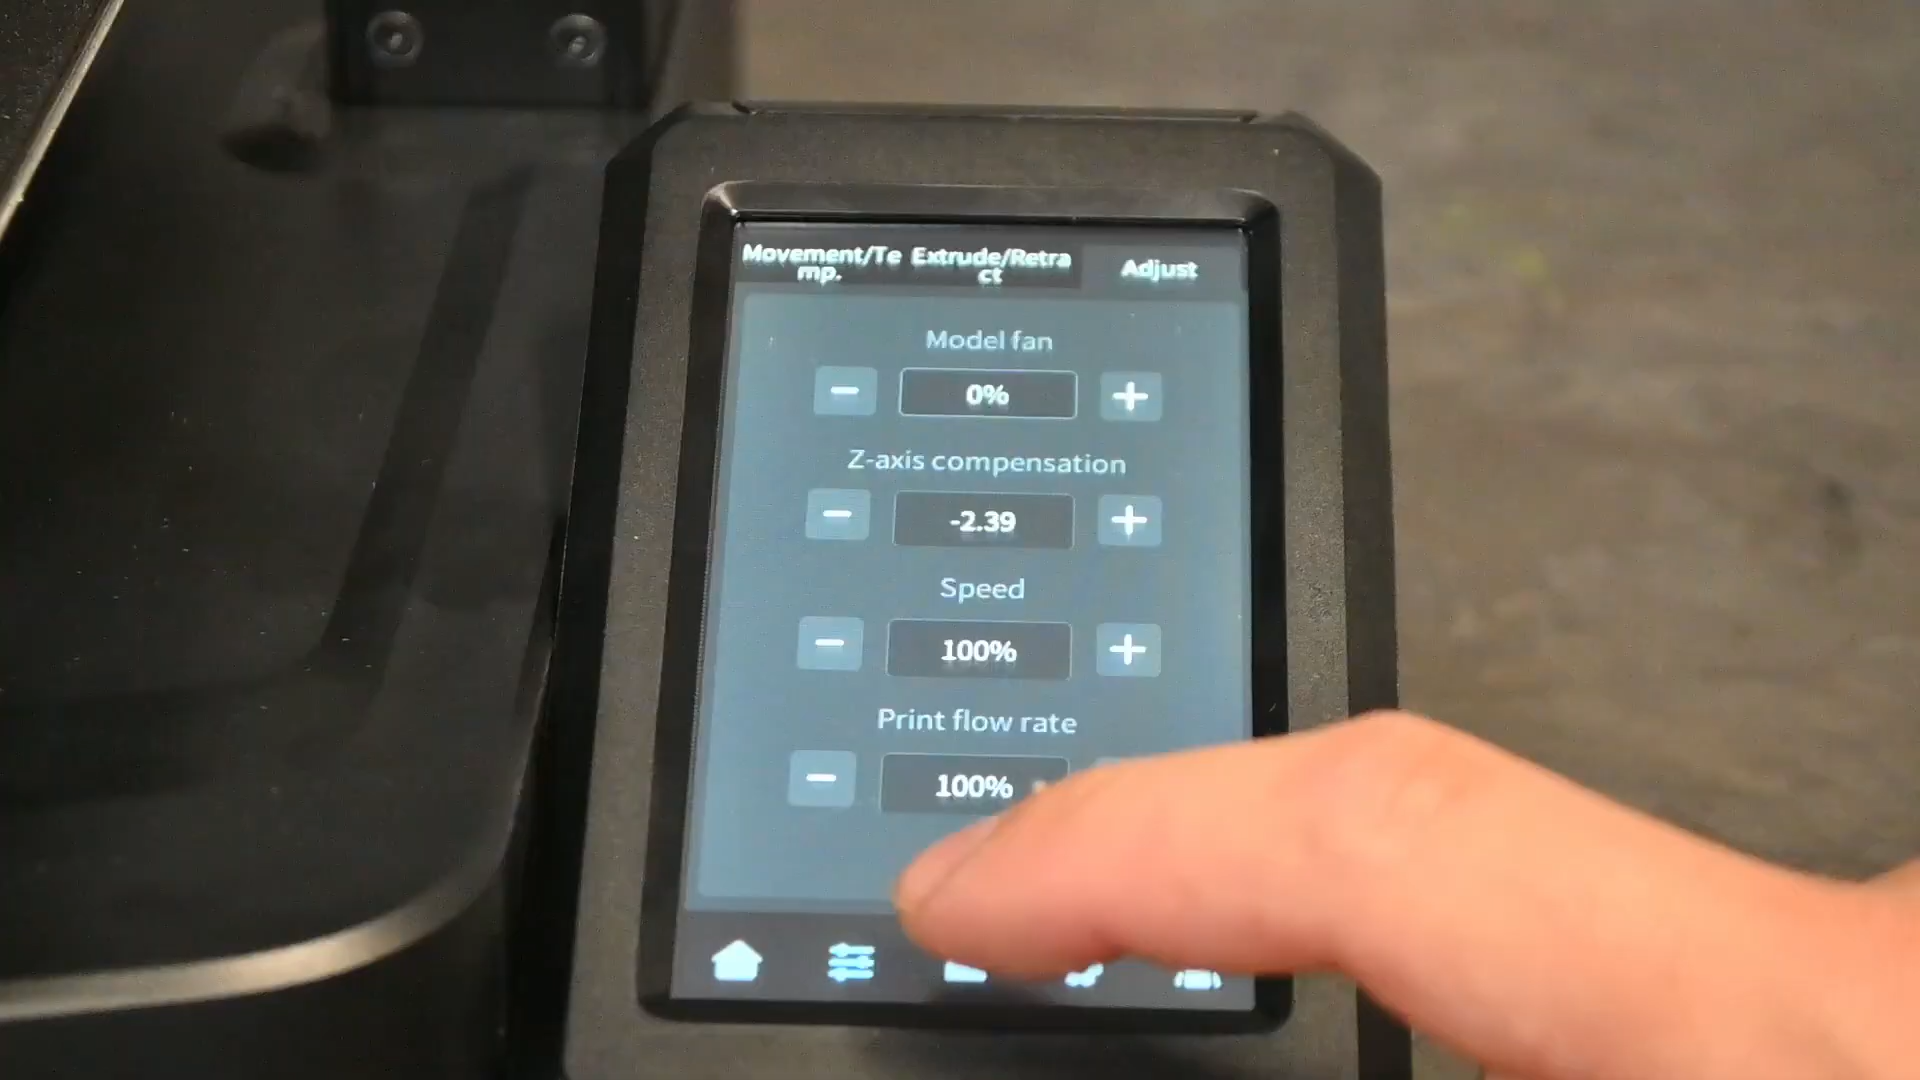 Movement/Te
mp.
Extrude/Retra
ct
Adjust
Model fan
0%
Z-axis compensation
-2.39
Speed
100%
Print flow rate
100%